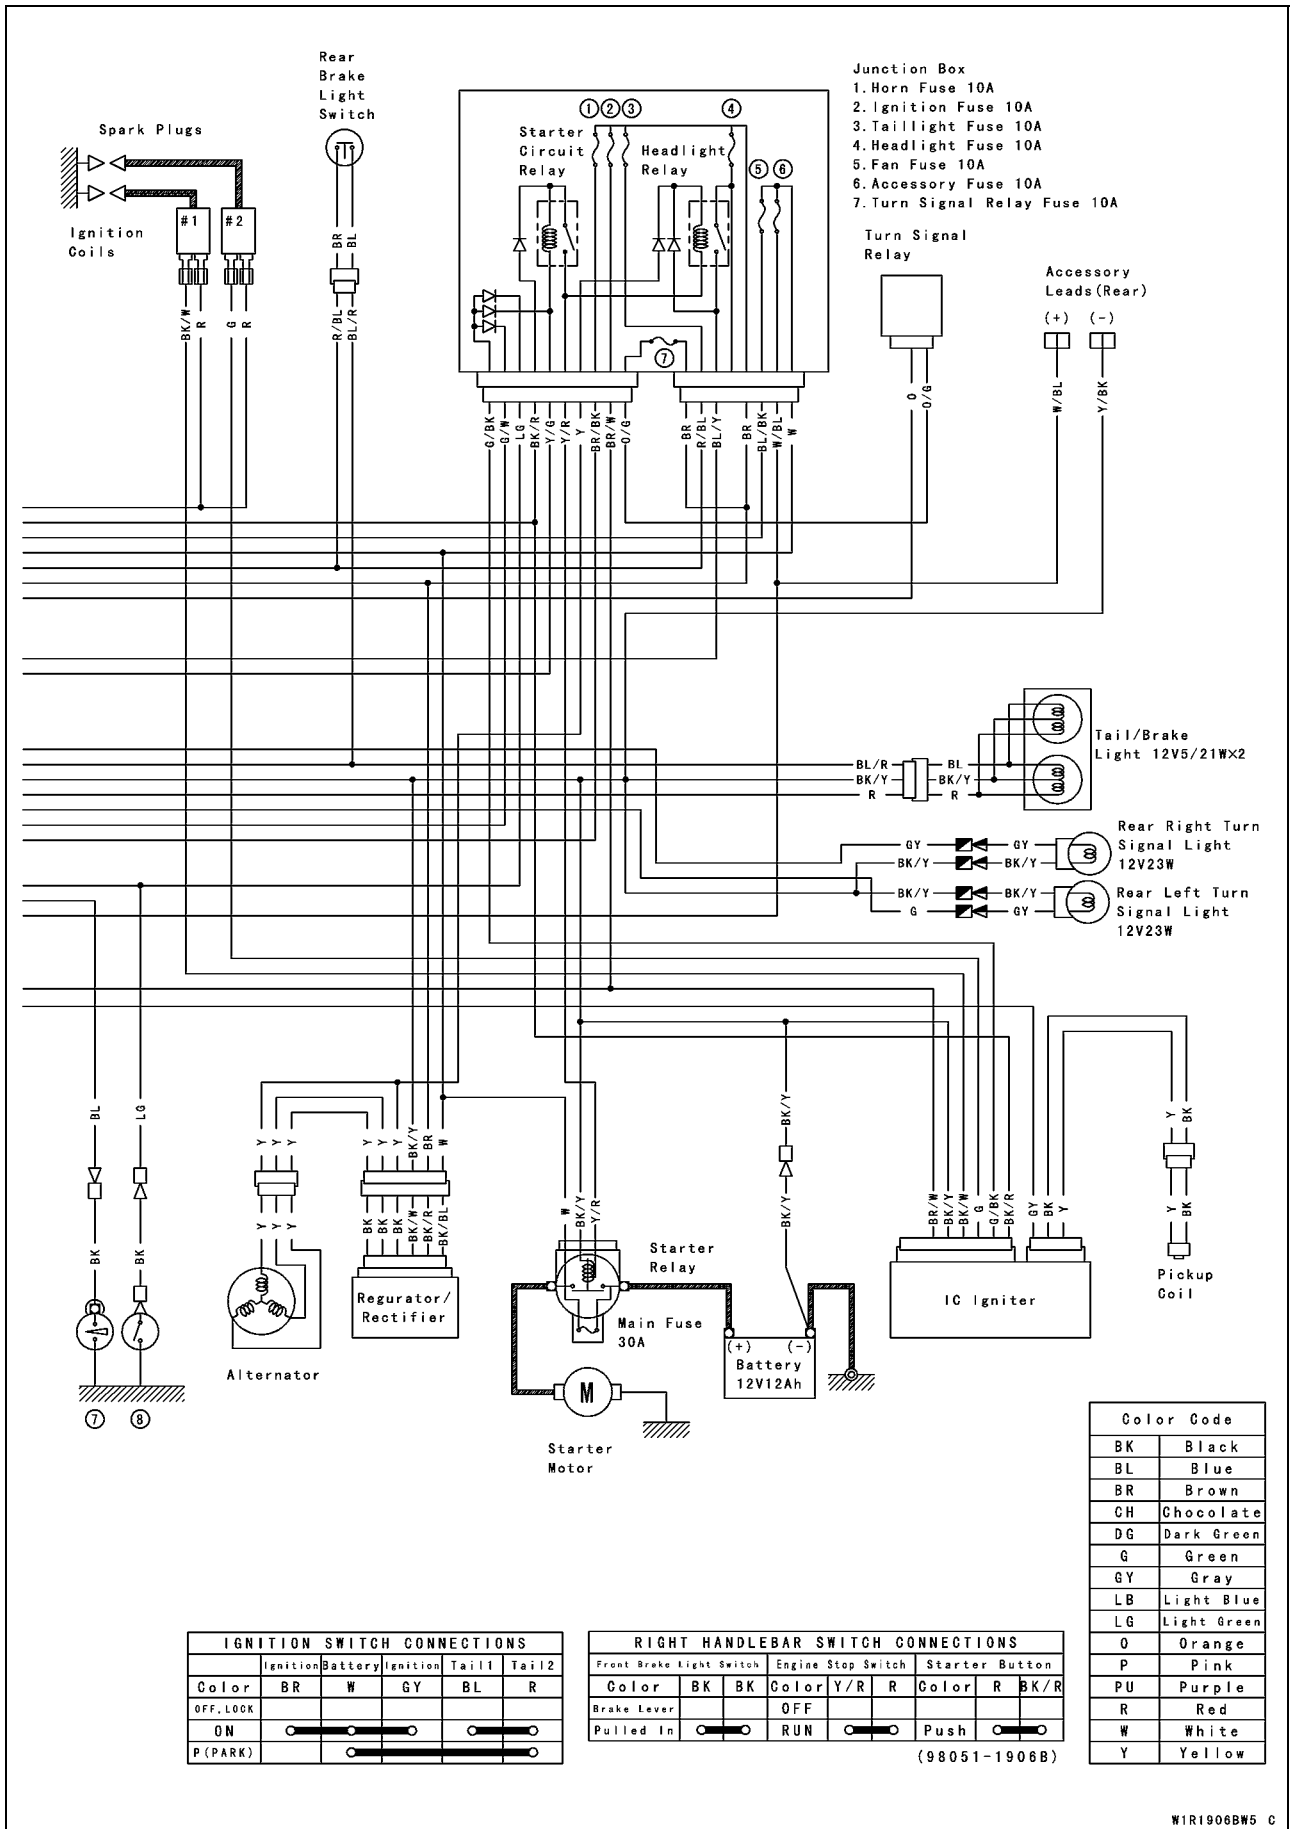 Rear
Brake
Light
Switch
Spark Plugs
Ignition
Coils
#1
#2
BK/W
R
G
R
BR
BL
R/BL
BL/R
Starter
Circuit
Relay
Headlight
Relay
1
2
3
4
5
6
7
Junction Box
1.Horn Fuse 10A
2.Ignition Fuse 10A
3.Taillight Fuse 10A
4.Headlight Fuse 10A
5.Fan Fuse 10A
6.Accessory Fuse 10A
7.Turn Signal Relay Fuse 10A
Turn Signal
Relay
Accessory
Leads(Rear)
(+) (-)
G/BK
G/W
LG
BK/R
Y/G
Y/R
Y
BR/BK
BR/W
O/G
BR
R/BL
BL/Y
BR
BL/BK
W/BL
W
O
O/G
W/BL
Y/BK
Tail/Brake
Light 12V5/21W×2
BL/R BL
BK/Y BK/Y
R R
Rear Right Turn
Signal Light
12V23W
GY GY
BK/Y BK/Y
Rear Left Turn
Signal Light
12V23W
BK/Y BK/Y
G GY
BL
LG
BK
BK
7
8
Y
Y
Y
Y
Y
Y
Alternator
Y
Y
Y
BK/Y
BR
W
BK
BK
BK
BK/W
BK/R
BK/BL
Regurator/
Rectifier
W
BK/Y
Y/R
Starter
Relay
Main Fuse
30A
M
Starter
Motor
BK/Y
BK/Y
(+) (-)
Battery
12V12Ah
BR/W
BK/Y
BK/W
G
G/BK
BK/R
GY
BK
Y
IC Igniter
Y
BK
Y
BK
Pickup
Coil
Color Code
BK Black
BL Blue
BR Brown
CH Chocolate
DG Dark Green
G Green
GY Gray
LB Light Blue
LG Light Green
O Orange
P Pink
PU Purple
R Red
W White
Y Yellow
IGNITION SWITCH CONNECTIONS
Ignition Battery Ignition Tail1 Tail2
Color BR W GY BL R
OFF,LOCK
ON
P(PARK)
RIGHT HANDLEBAR SWITCH CONNECTIONS
Front Brake Light Switch Engine Stop Switch Starter Button
Color BK BK Color Y/R R Color R BK/R
Brake Lever OFF
Pulled In RUN Push
(98051-1906B)
W1R1906BW5 C